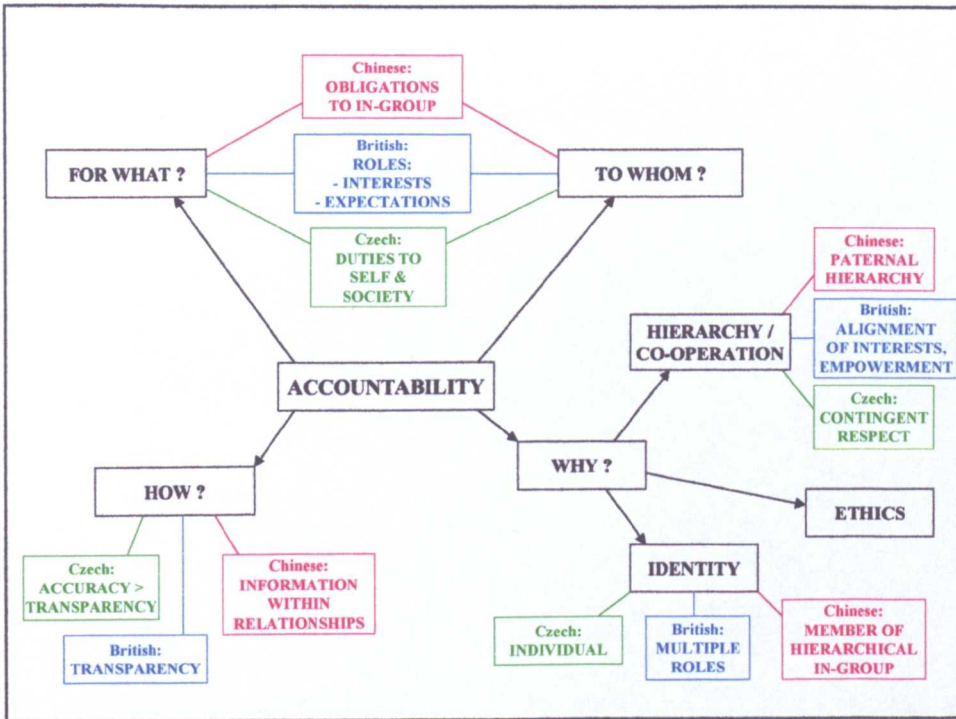 Chinese:
OBLIGATIONS
TO IN-GROUP
FOR WHAT ?
British:
ROLES:
- INTERESTS
- EXPECTATIONS
TO WHOM ?
Czech:
DUTIES TO
SELF &
SOCIETY
Chinese:
PATERNAL
HIERARCHY
HIERARCHY /
CO-OPERATION
British:
ALIGNMENT
OF INTERESTS,
EMPOWERMENT
Czech:
CONTINGENT
RESPECT
ACCOUNTABILITY
WHY ?
HOW ?
ETHICS
Czech:
ACCURACY >
TRANSPARENCY
British:
TRANSPARENCY
Chinese:
INFORMATION
WITHIN
RELATIONSHIPS
IDENTITY
Czech:
INDIVIDUAL
British:
MULTIPLE
ROLES
Chinese:
MEMBER OF
HIERARCHICAL
IN-GROUP